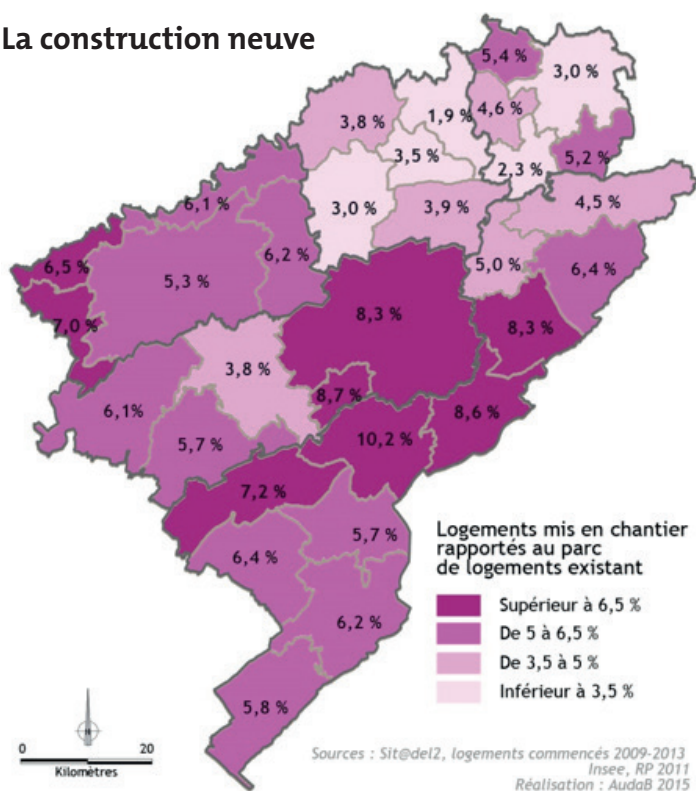 La construction neuve
5,4 %
3,0 %
3,8 %
1,9 %
4,6 %
3,5 %
2,3 %
5,2 %
3,0 %
3,9 %
4,5 %
6,1 %
6,2 %
5,0 %
6,5 %
5,3 %
6,4 %
7,0 %
8,3 %
8,3 %
3,8 %
8,7 %
6,1%
8,6 %
5,7 %
10,2 %
7,2 %
5,7 %
6,4 %
6,2 %
5,8 %
Logements mis en chantier
rapportés au parc
de logements existant
Supérieur à 6,5 %
De 5 à 6,5 %
De 3,5 à 5 %
Inférieur à 3,5 %
0 20
Kilomètres
Sources : Sit@del2, logements commencés 2009-2013
Insee, RP 2011
Réalisation : AudaB 2015